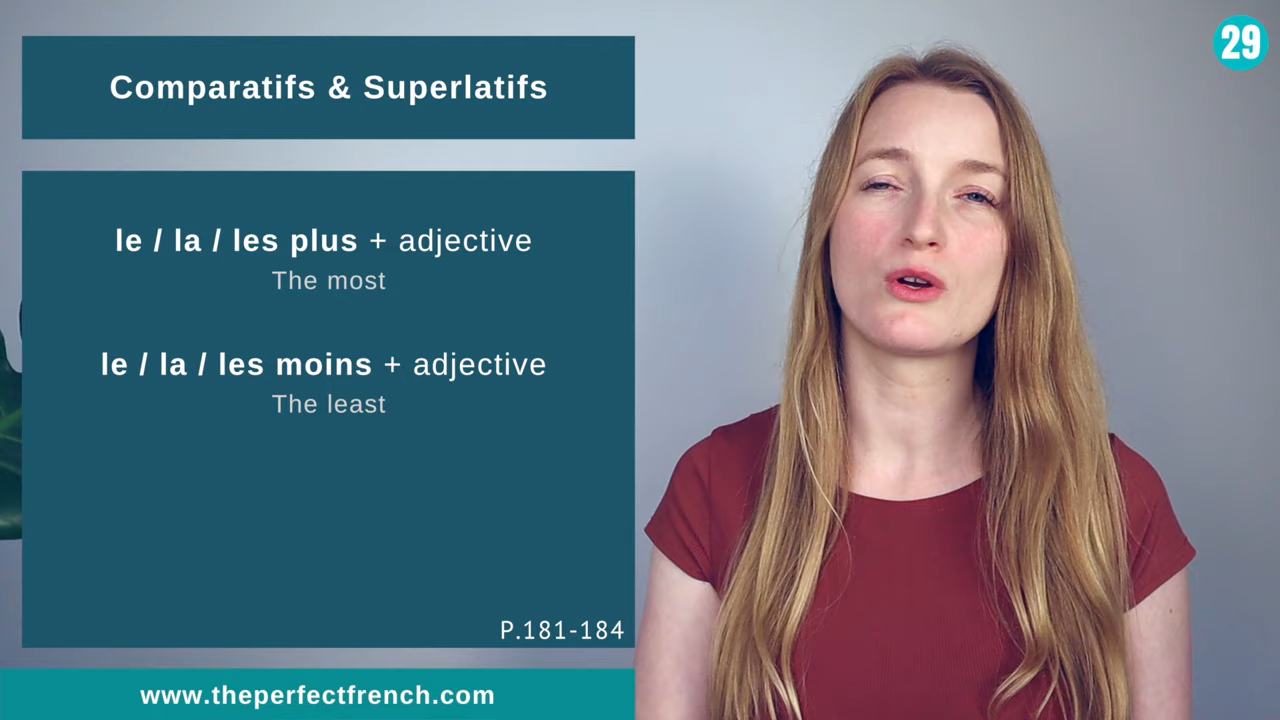 29
Comparatifs & Superlatifs
le / la / les plus + adjective
The most
le / la / les moins + adjective
The least
P.181-184
www.theperfectfrench.com